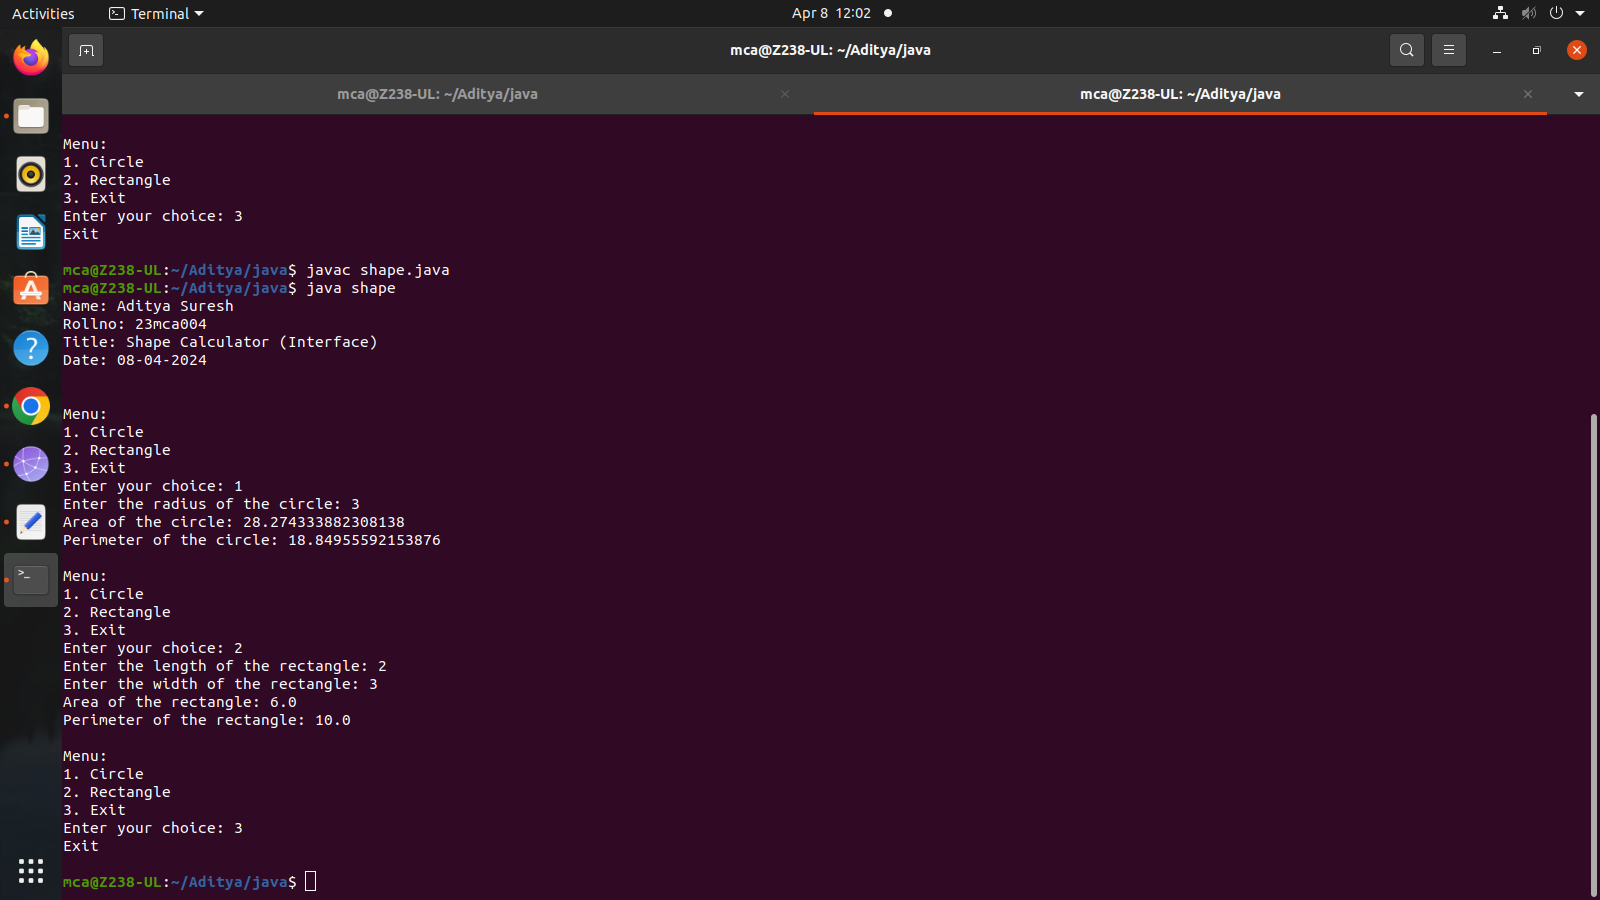 Activities
Terminal
Apr 8 12:02
mca@Z238-UL: ~/Aditya/java
mca@Z238-UL: ~/Aditya/java
mca@Z238-UL: ~/Aditya/java
Menu:
1. Circle
2. Rectangle
3. Exit
Enter your choice: 3
Exit
mca@Z238-UL:~/Aditya/java$ javac shape.java
mca@Z238-UL:~/Aditya/java$ java shape
Name: Aditya Suresh
Rollno: 23mca004
Title: Shape Calculator (Interface)
Date: 08-04-2024
Menu:
1. Circle
2. Rectangle
3. Exit
Enter your choice: 1
Enter the radius of the circle: 3
Area of the circle: 28.274333882308138
Perimeter of the circle: 18.84955592153876
Menu:
1. Circle
2. Rectangle
3. Exit
Enter your choice: 2
Enter the length of the rectangle: 2
Enter the width of the rectangle: 3
Area of the rectangle: 6.0
Perimeter of the rectangle: 10.0
Menu:
1. Circle
2. Rectangle
3. Exit
Enter your choice: 3
Exit
mca@Z238-UL:~/Aditya/java$